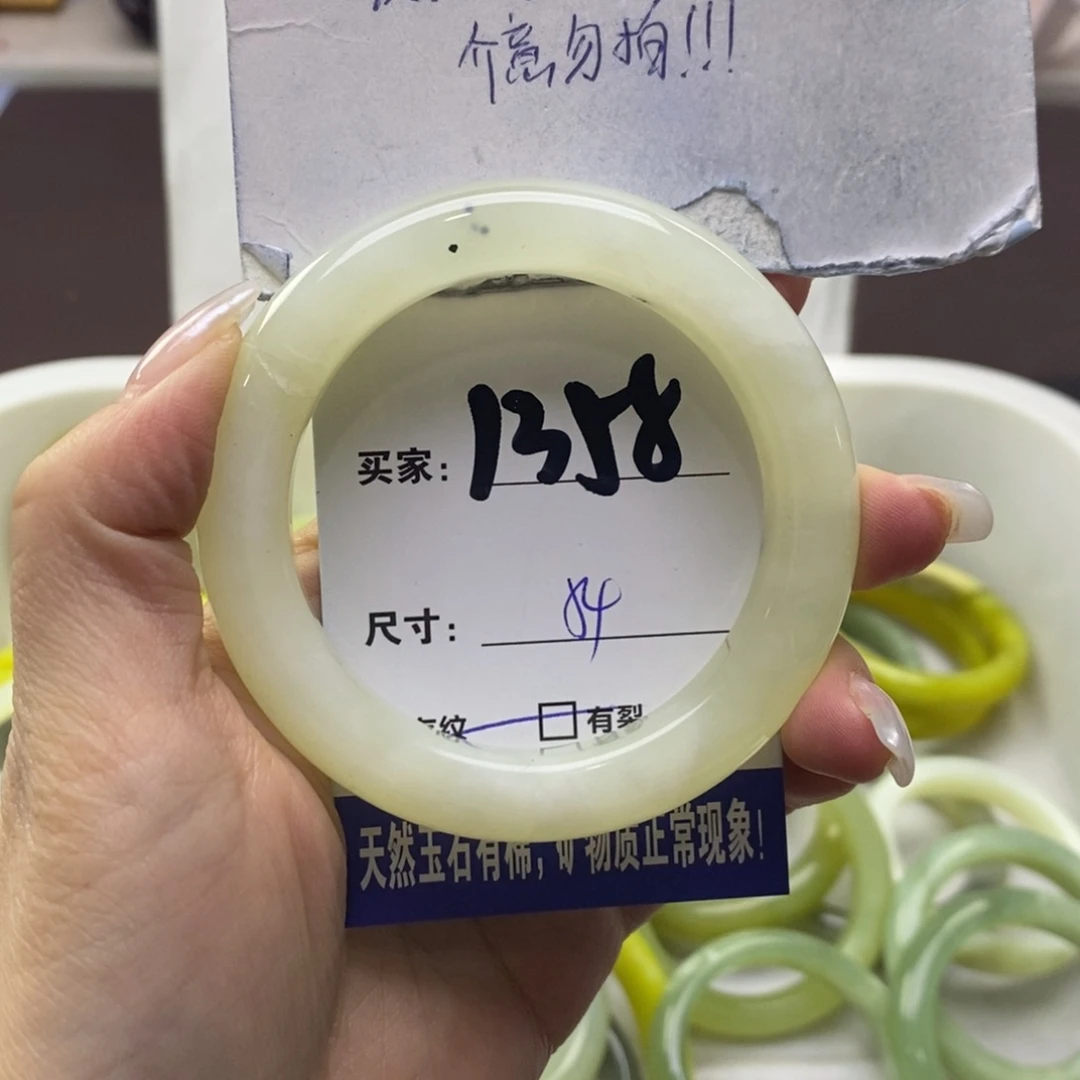 介意勿拍!!!
买家: 1358
尺寸: 54
纹 □有裂
天然玉石有棉, 矿物质正常现象!